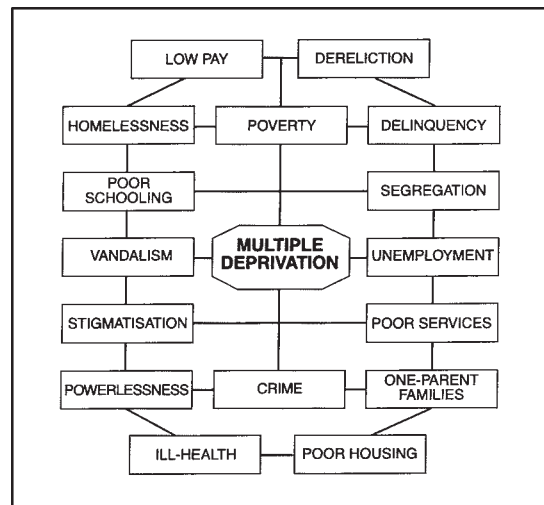 LOW PAY
DERELICTION
HOMELESSNESS
POVERTY
DELINQUENCY
POOR
SCHOOLING
SEGREGATION
VANDALISM
MULTIPLE
DEPRIVATION
UNEMPLOYMENT
STIGMATISATION
POOR SERVICES
POWERLESSNESS
CRIME
ONE-PARENT
FAMILIES
ILL-HEALTH
POOR HOUSING